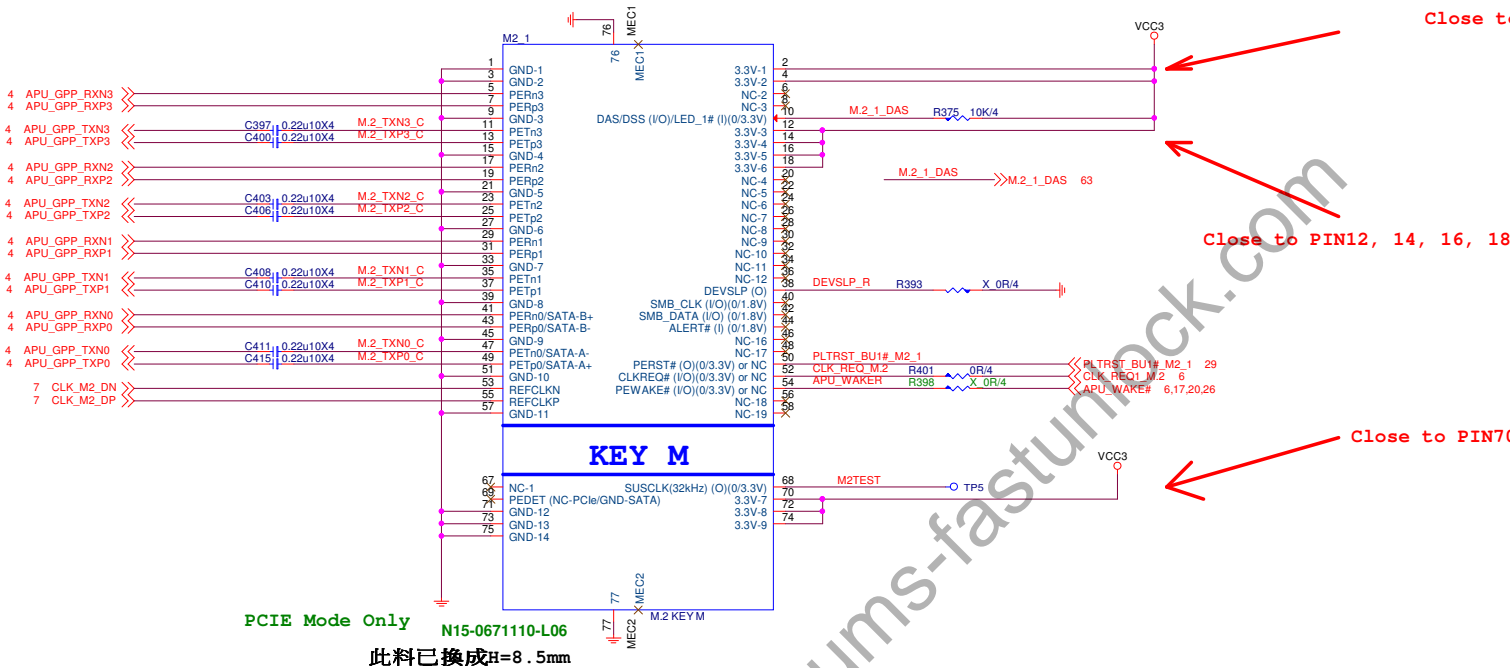 Close to
VCC3
M2_1
76
MEC1
76
MEC1
1 GND-1 3.3V-1 2
3 GND-2 3.3V-2 4
4 APU_GPP_RXN3 5 PERn3 NC-2 6
4 APU_GPP_RXP3 7 PERp3 NC-3 8
9 GND-3 DAS/DSS (I/O)/LED_1# (I)(0/3.3V) 10 M.2_1_DAS R375 10K/4
4 APU_GPP_TXN3 C397 0.22u10X4 M.2_TXN3_C 11 PETn3 3.3V-3 12
4 APU_GPP_TXP3 C400 0.22u10X4 M.2_TXP3_C 13 PETp3 3.3V-4 14
15 GND-4 3.3V-5 16
4 APU_GPP_RXN2 17 PERn2 3.3V-6 18
4 APU_GPP_RXP2 19 PERp2 NC-4 20 M.2_1_DAS M.2_1_DAS 63
21 GND-5 NC-5 22
4 APU_GPP_TXN2 C403 0.22u10X4 M.2_TXN2_C 23 PETn2 NC-6 24
4 APU_GPP_TXP2 C406 0.22u10X4 M.2_TXP2_C 25 PETp2 NC-7 26
27 GND-6 NC-8 28
4 APU_GPP_RXN1 29 PERn1 NC-9 30
Close to PIN12, 14, 16, 18
4 APU_GPP_RXP1 31 PERp1 NC-10 32
33 GND-7 NC-11 34
4 APU_GPP_TXN1 C408 0.22u10X4 M.2_TXN1_C 35 PETn1 NC-12 36
4 APU_GPP_TXP1 C410 0.22u10X4 M.2_TXP1_C 37 PETp1 DEVSLP (O) 38 DEVSLP_R R393 X_0R/4
39 GND-8 SMB_CLK (I/O)(0/1.8V) 40
4 APU_GPP_RXN0 41 PERn0/SATA-B+ SMB_DATA (I/O) (0/1.8V) 42
4 APU_GPP_RXP0 43 PERp0/SATA-B- ALERT# (I) (0/1.8V) 44
45 GND-9 NC-16 46
4 APU_GPP_TXN0 C411 0.22u10X4 M.2_TXN0_C 47 PETn0/SATA-A- NC-17 48
4 APU_GPP_TXP0 C415 0.22u10X4 M.2_TXP0_C 49 PETp0/SATA-A+ PERST# (O)(0/3.3V) or NC 50 PLTRST_BU1#_M2_1 PLTRST_BU1#_M2_1 29
51 GND-10 CLKREQ# (I/O)(0/3.3V) or NC 52 CLK_REQ_M.2 R401 0R/4 CLK_REQ1_M.2 6
7 CLK_M2_DN 53 REFCLKN PEWAKE# (I/O)(0/3.3V) or NC 54 APU_WAKER R398 X_0R/4 APU_WAKE# 6,17,20,26
7 CLK_M2_DP 55 REFCLKP NC-18 56
57 GND-11 NC-19 58
KEY M
Close to PIN70
VCC3
67 NC-1 SUSCLK(32kHz) (O)(0/3.3V) 68 M2TEST TP5
69 PEDET (NC-PCIe/GND-SATA) 3.3V-7 70
71 GND-12 3.3V-8 72
73 GND-13 3.3V-9 74
75 GND-14
77
MEC2
M.2 KEY M
77
MEC2
PCIE Mode Only
N15-0671110-L06
此料已換成H=8.5mm
ums-fastunlock.com